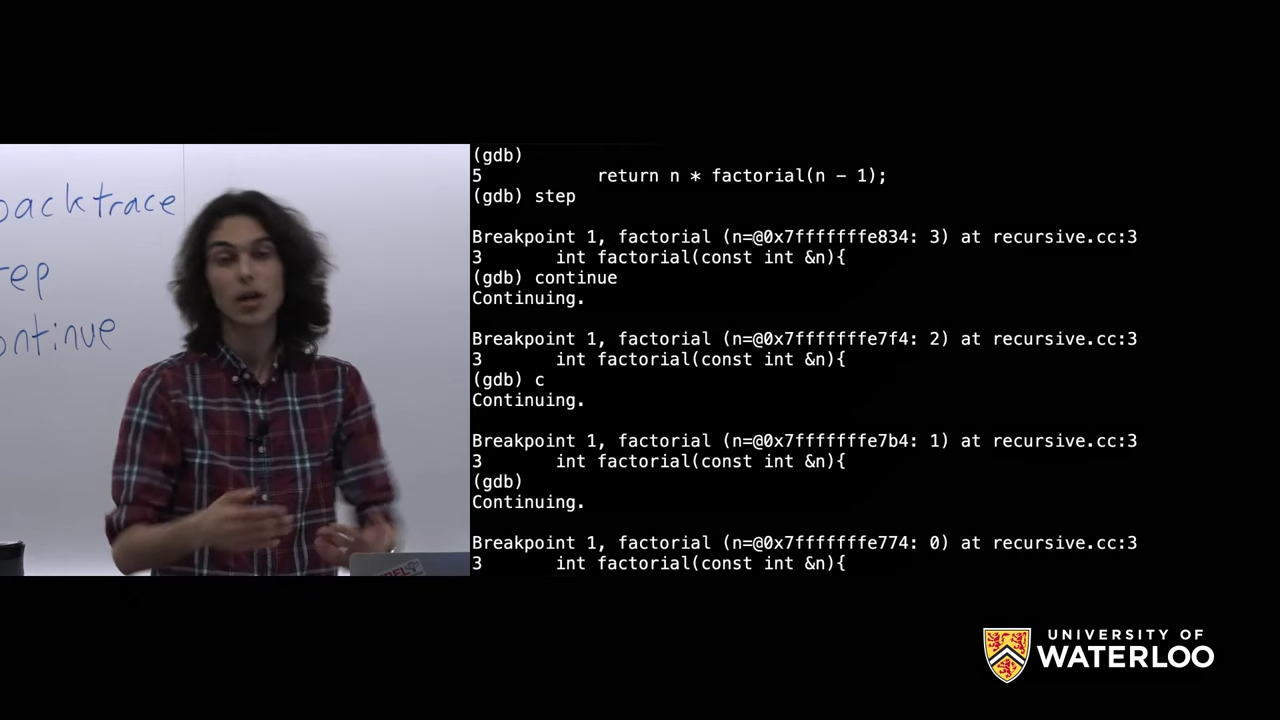 backtrace
tep
ontinue
(gdb)
5            return n * factorial(n - 1);
(gdb) step
Breakpoint 1, factorial (n=@0x7fffffffe834: 3) at recursive.cc:3
3       int factorial(const int &n){
(gdb) continue
Continuing.
Breakpoint 1, factorial (n=@0x7fffffffe7f4: 2) at recursive.cc:3
3       int factorial(const int &n){
(gdb) c
Continuing.
Breakpoint 1, factorial (n=@0x7fffffffe7b4: 1) at recursive.cc:3
3       int factorial(const int &n){
(gdb)
Continuing.
Breakpoint 1, factorial (n=@0x7fffffffe774: 0) at recursive.cc:3
3       int factorial(const int &n){
UNIVERSITY OF
WATERLOO